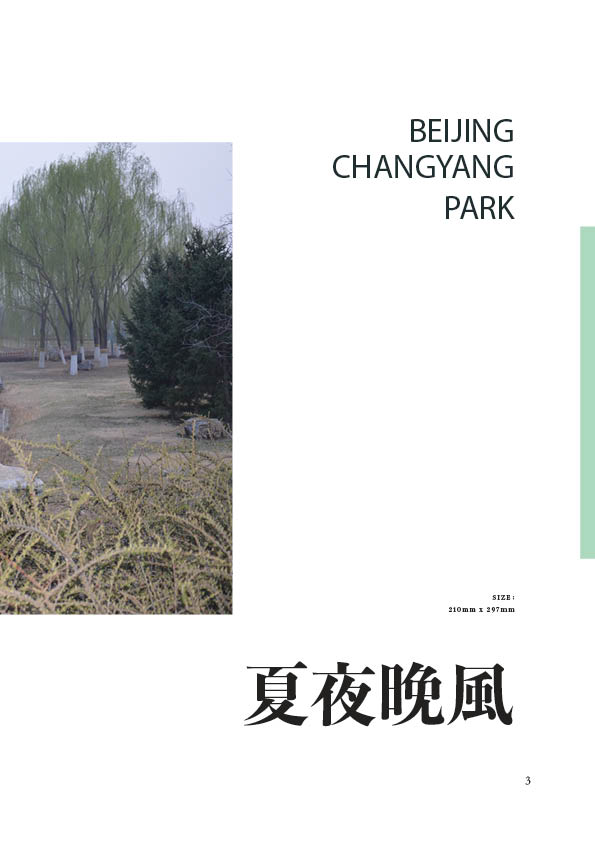 BEIJING
CHANGYANG
PARK
SIZE:
210mm x 297mm
夏夜晚風
3